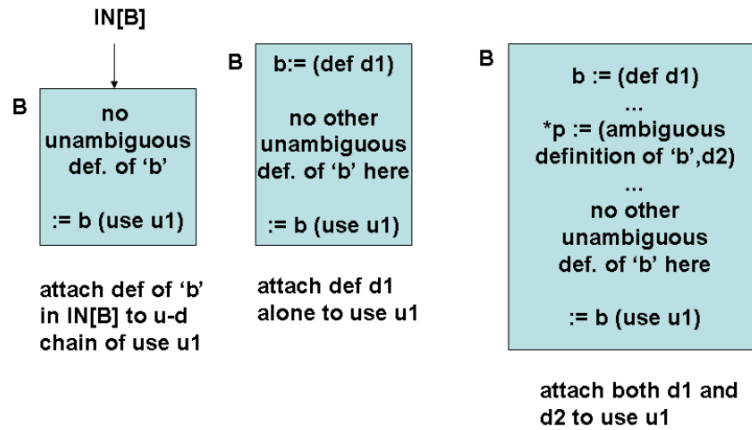 IN[B]
B
no
unambiguous
def. of ‘b’
:= b (use u1)
attach def of ‘b’
in IN[B] to u-d
chain of use u1
B
b:= (def d1)
no other
unambiguous
def. of ‘b’ here
:= b (use u1)
attach def d1
alone to use u1
B
b := (def d1)
...
*p := (ambiguous
definition of ‘b’,d2)
...
no other
unambiguous
def. of ‘b’ here
:= b (use u1)
attach both d1 and
d2 to use u1